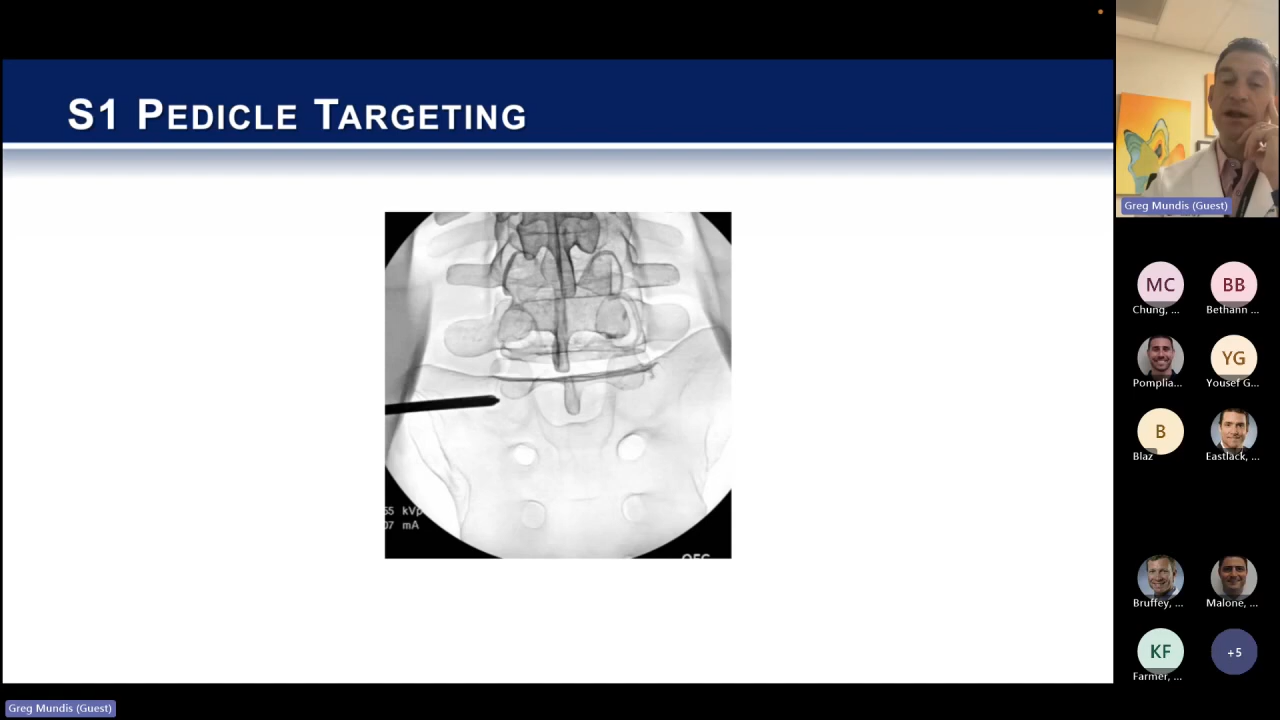 S1 PEDICLE TARGETING
55 kVp
07 mA
Greg Mundis (Guest)
MC
BB
Chung, ...
Bethann ...
YG
Pomplia...
Yousef G...
B
Blaz
Eastlack, ...
Bruffey, ...
Malone, ...
KF
+5
Farmer, ...
Greg Mundis (Guest)